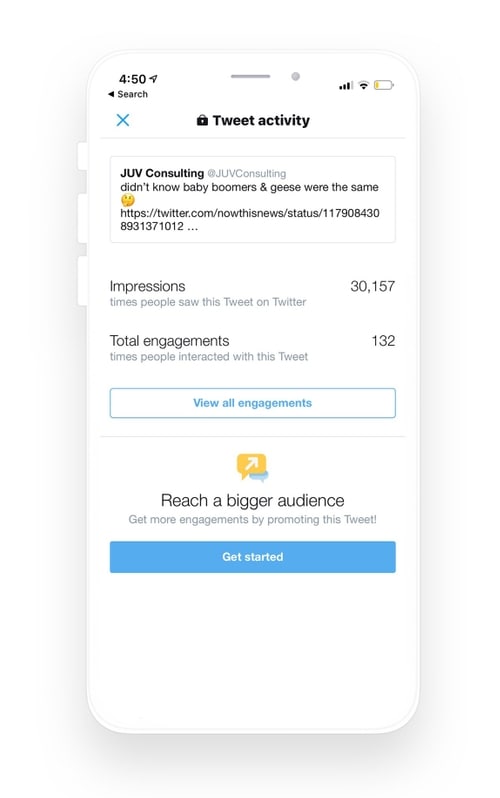 4:50
◀ Search
Tweet activity
JUV Consulting @JUVConsulting
didn't know baby boomers & geese were the same
🤔
https://twitter.com/nowthisnews/status/117908430
8931371012 ...
Impressions 30,157
times people saw this Tweet on Twitter
Total engagements 132
times people interacted with this Tweet
View all engagements
Reach a bigger audience
Get more engagements by promoting this Tweet!
Get started